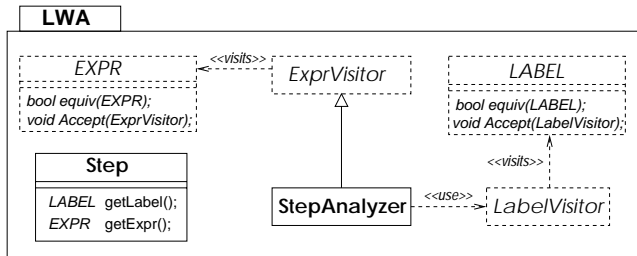 LWA
EXPR
bool equiv(EXPR);
void Accept(ExprVisitor);
<<visits>>
ExprVisitor
LABEL
bool equiv(LABEL);
void Accept(LabelVisitor);
<<visits>>
Step
LABEL getLabel();
EXPR getExpr();
StepAnalyzer
<<use>>
LabelVisitor